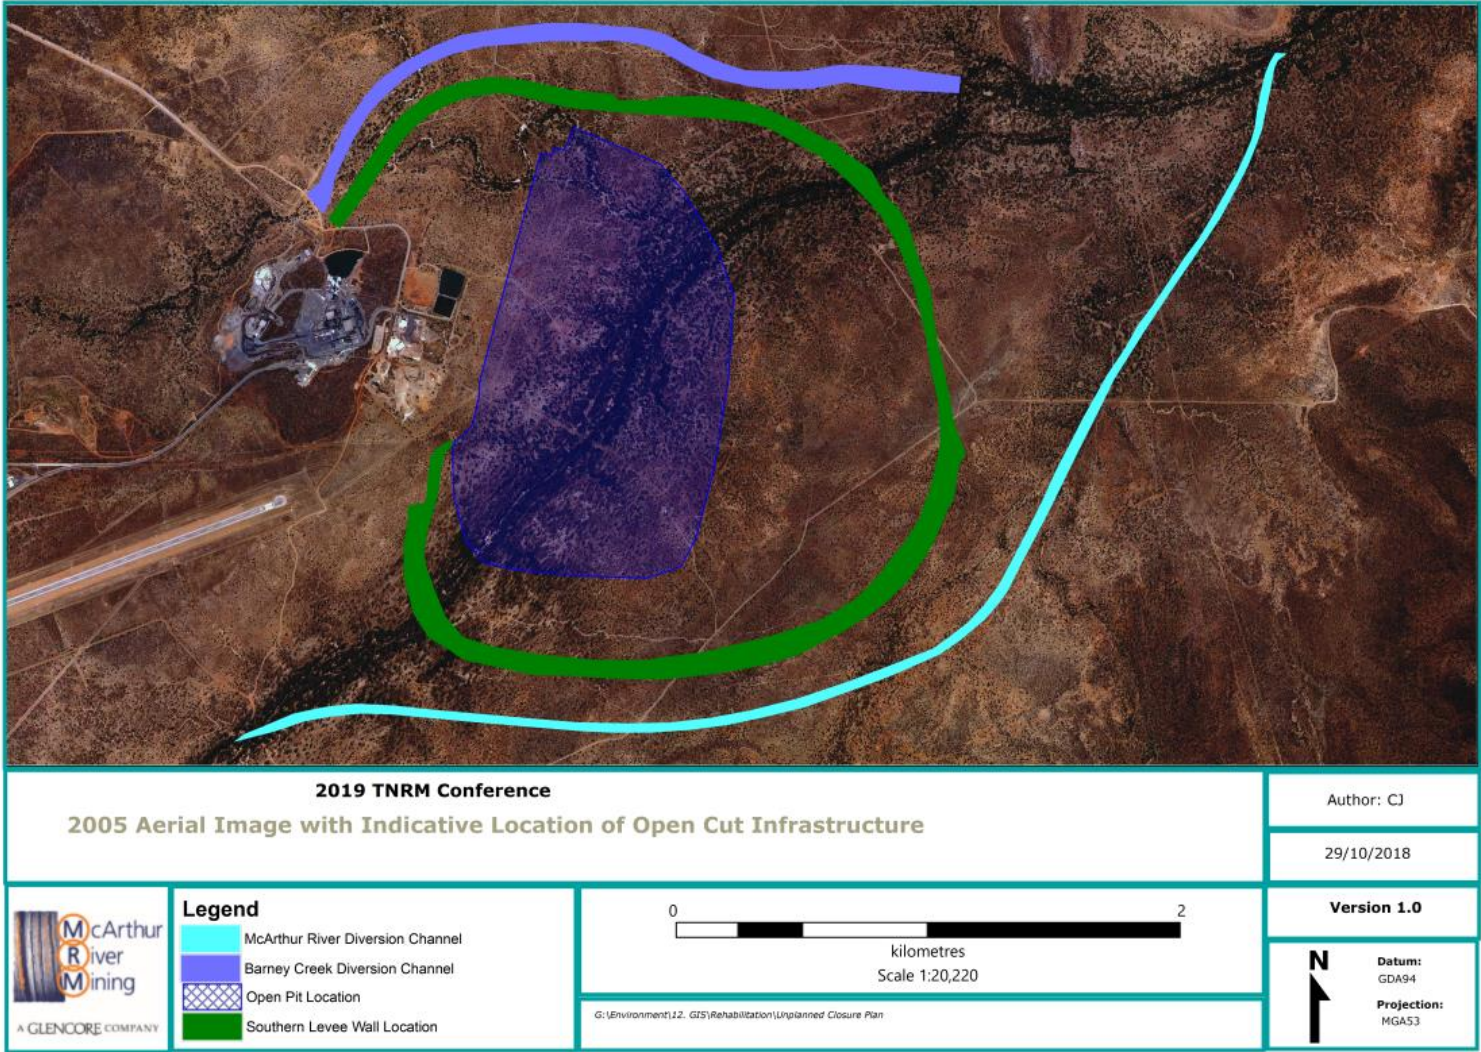 2019 TNRM Conference
2005 Aerial Image with Indicative Location of Open Cut Infrastructure
Author: CJ
29/10/2018
McArthur
River
Mining
A GLENCORE COMPANY
Legend
McArthur River Diversion Channel
Barney Creek Diversion Channel
Open Pit Location
Southern Levee Wall Location
0 2
kilometres
Scale 1:20,220
G:\Environment\12. GIS\Rehabilitation\Unplanned Closure Plan
Version 1.0
N
Datum:
GDA94
Projection:
MGA53